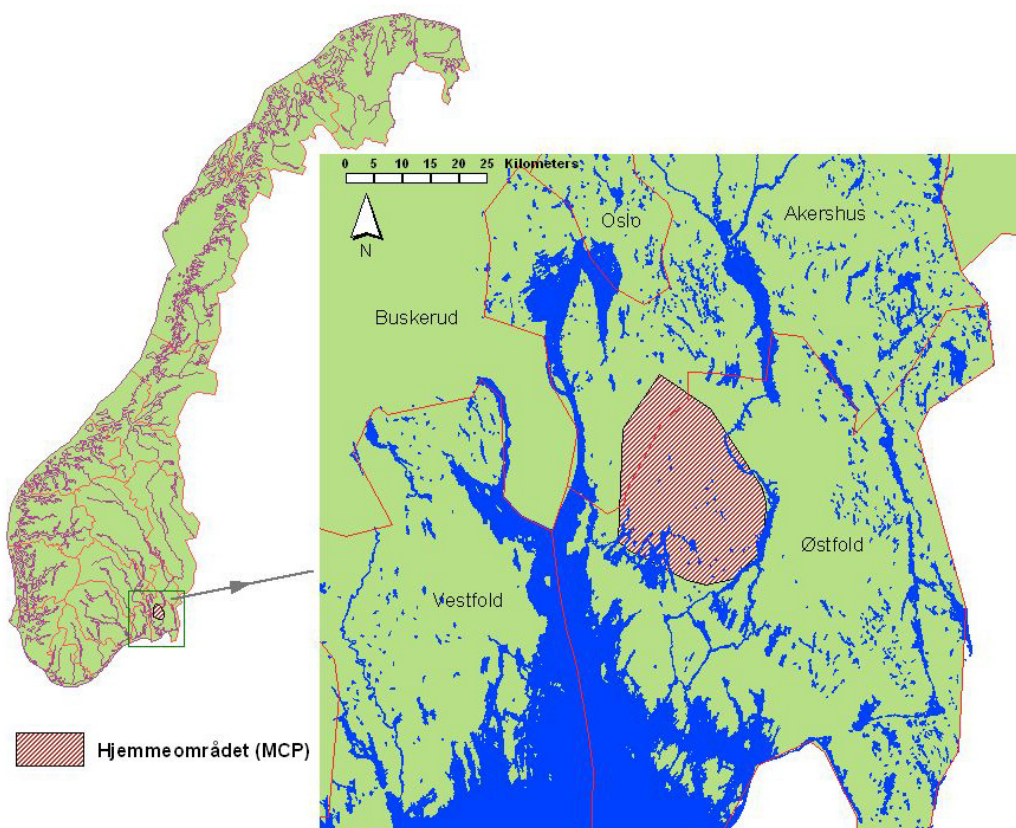 0 5 10 15 20 25 Kilometers
N
Oslo
Akershus
Buskerud
Østfold
Vestfold
Hjemmeområdet (MCP)